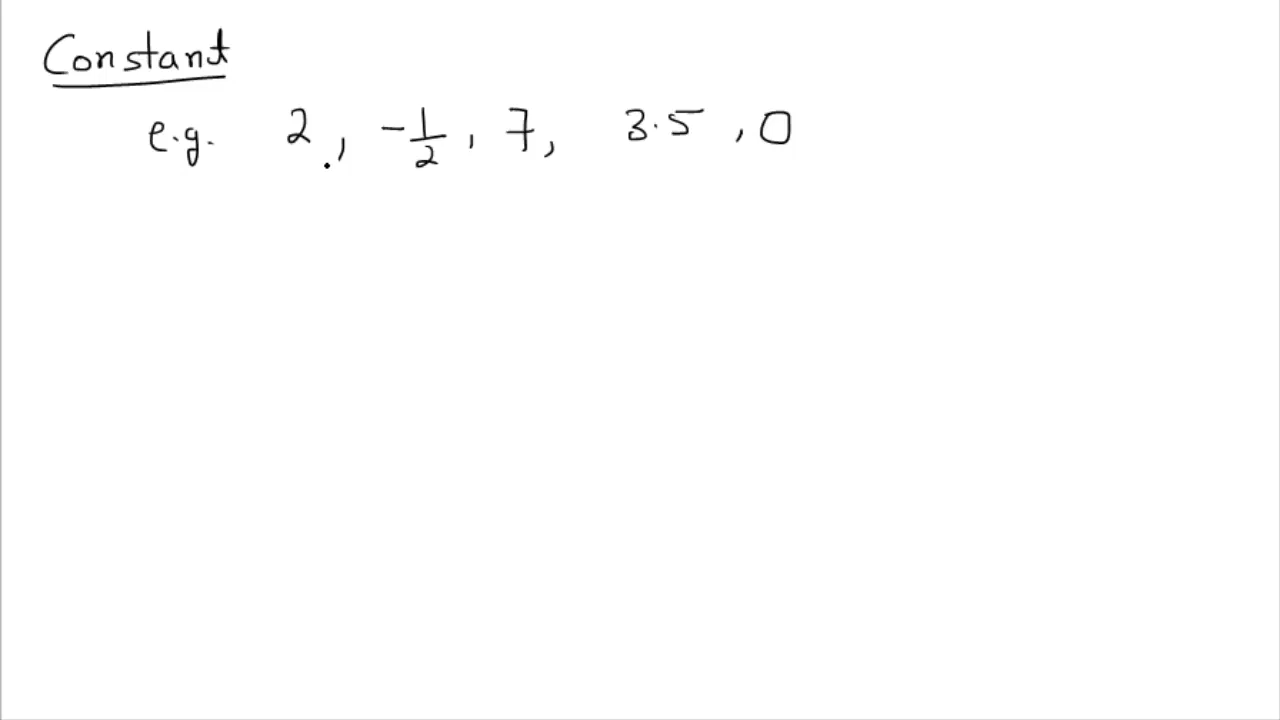 Constant
e.g. 2, -1/2, 7, 3.5, 0